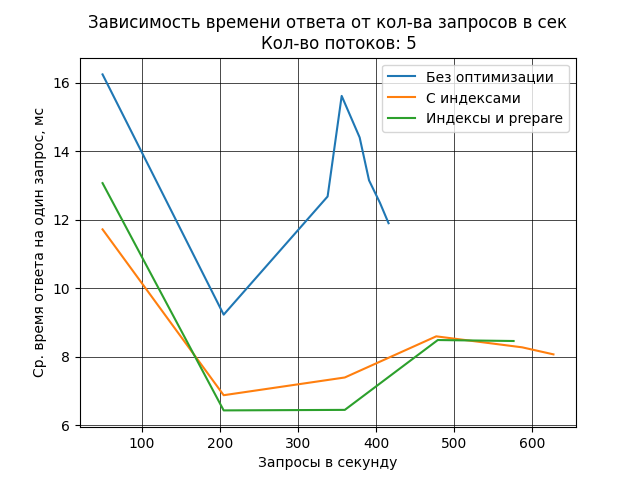 Зависимость времени ответа от кол-ва запросов в сек
Кол-во потоков: 5
Без оптимизации
С индексами
Индексы и prepare
Ср. время ответа на один запрос, мс
16
14
12
10
8
6
100
200
300
400
500
600
Запросы в секунду